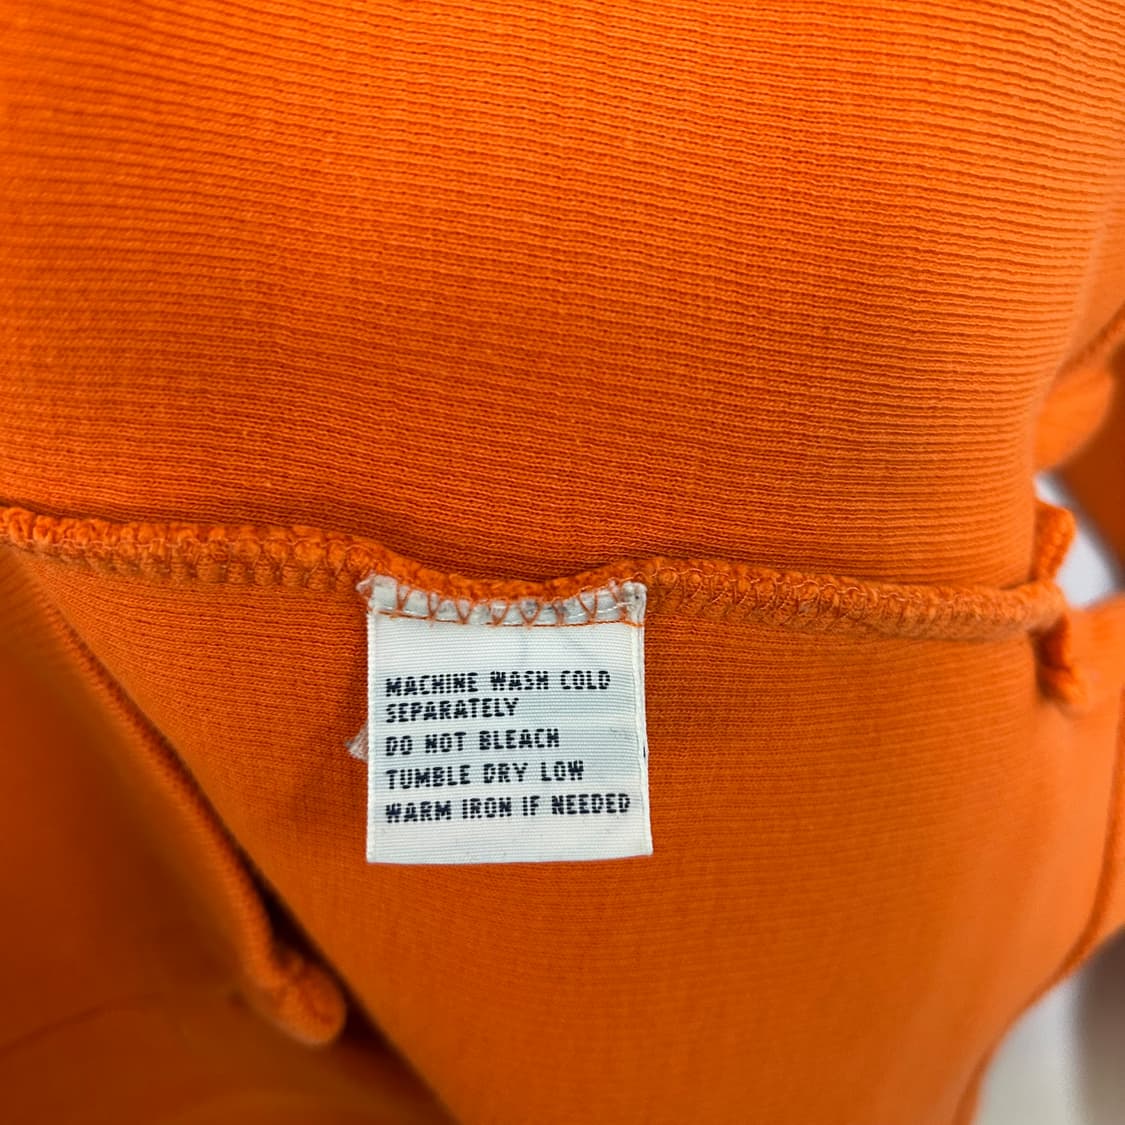 MACHINE WASH COLD
SEPARATELY
DO NOT BLEACH
TUMBLE DRY LOW
WARM IRON IF NEEDED